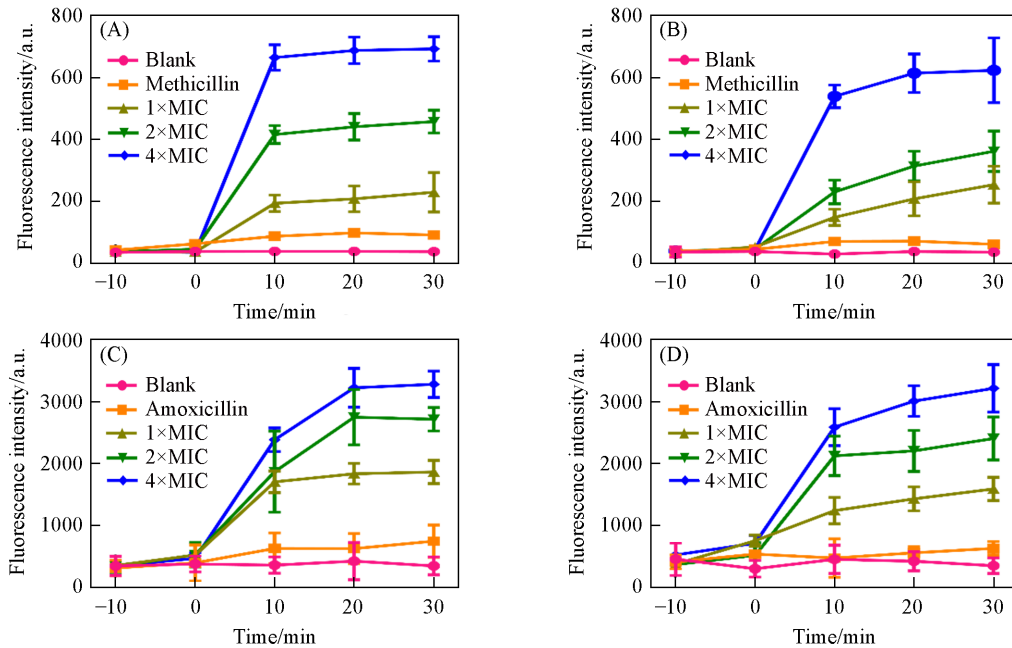 (A)
Fluorescence intensity/a.u.
800
600
400
200
0
Blank
Methicillin
1×MIC
2×MIC
4×MIC
−10 0 10 20 30
Time/min
(B)
Fluorescence intensity/a.u.
800
600
400
200
0
Blank
Methicillin
1×MIC
2×MIC
4×MIC
−10 0 10 20 30
Time/min
(C)
Fluorescence intensity/a.u.
4000
3000
2000
1000
0
Blank
Amoxicillin
1×MIC
2×MIC
4×MIC
−10 0 10 20 30
Time/min
(D)
Fluorescence intensity/a.u.
4000
3000
2000
1000
0
Blank
Amoxicillin
1×MIC
2×MIC
4×MIC
−10 0 10 20 30
Time/min